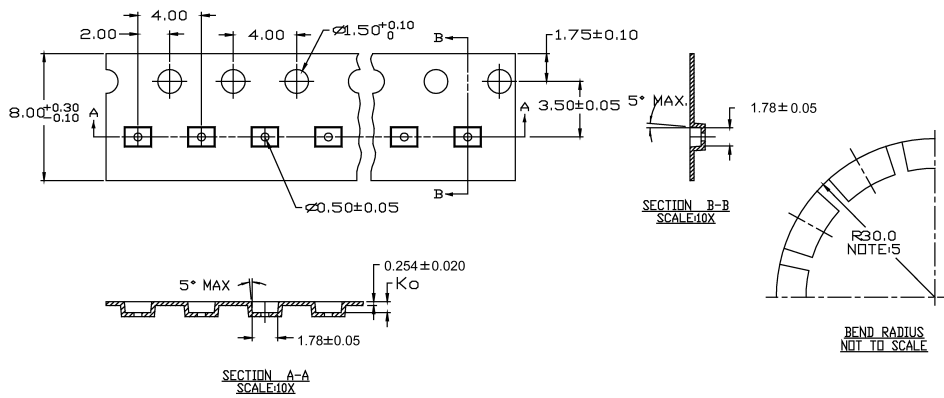 4.00
2.00
4.00
⌀1.50+0.10 0
B
1.75±0.10
8.00+0.30 -0.10
A
A
3.50±0.05
5° MAX.
1.78±0.05
B
⌀0.50±0.05
SECTION B-B
SCALE:10X
R30.0
NOTE:5
0.254±0.020
5° MAX
Ko
1.78±0.05
BEND RADIUS
NOT TO SCALE
SECTION A-A
SCALE:10X